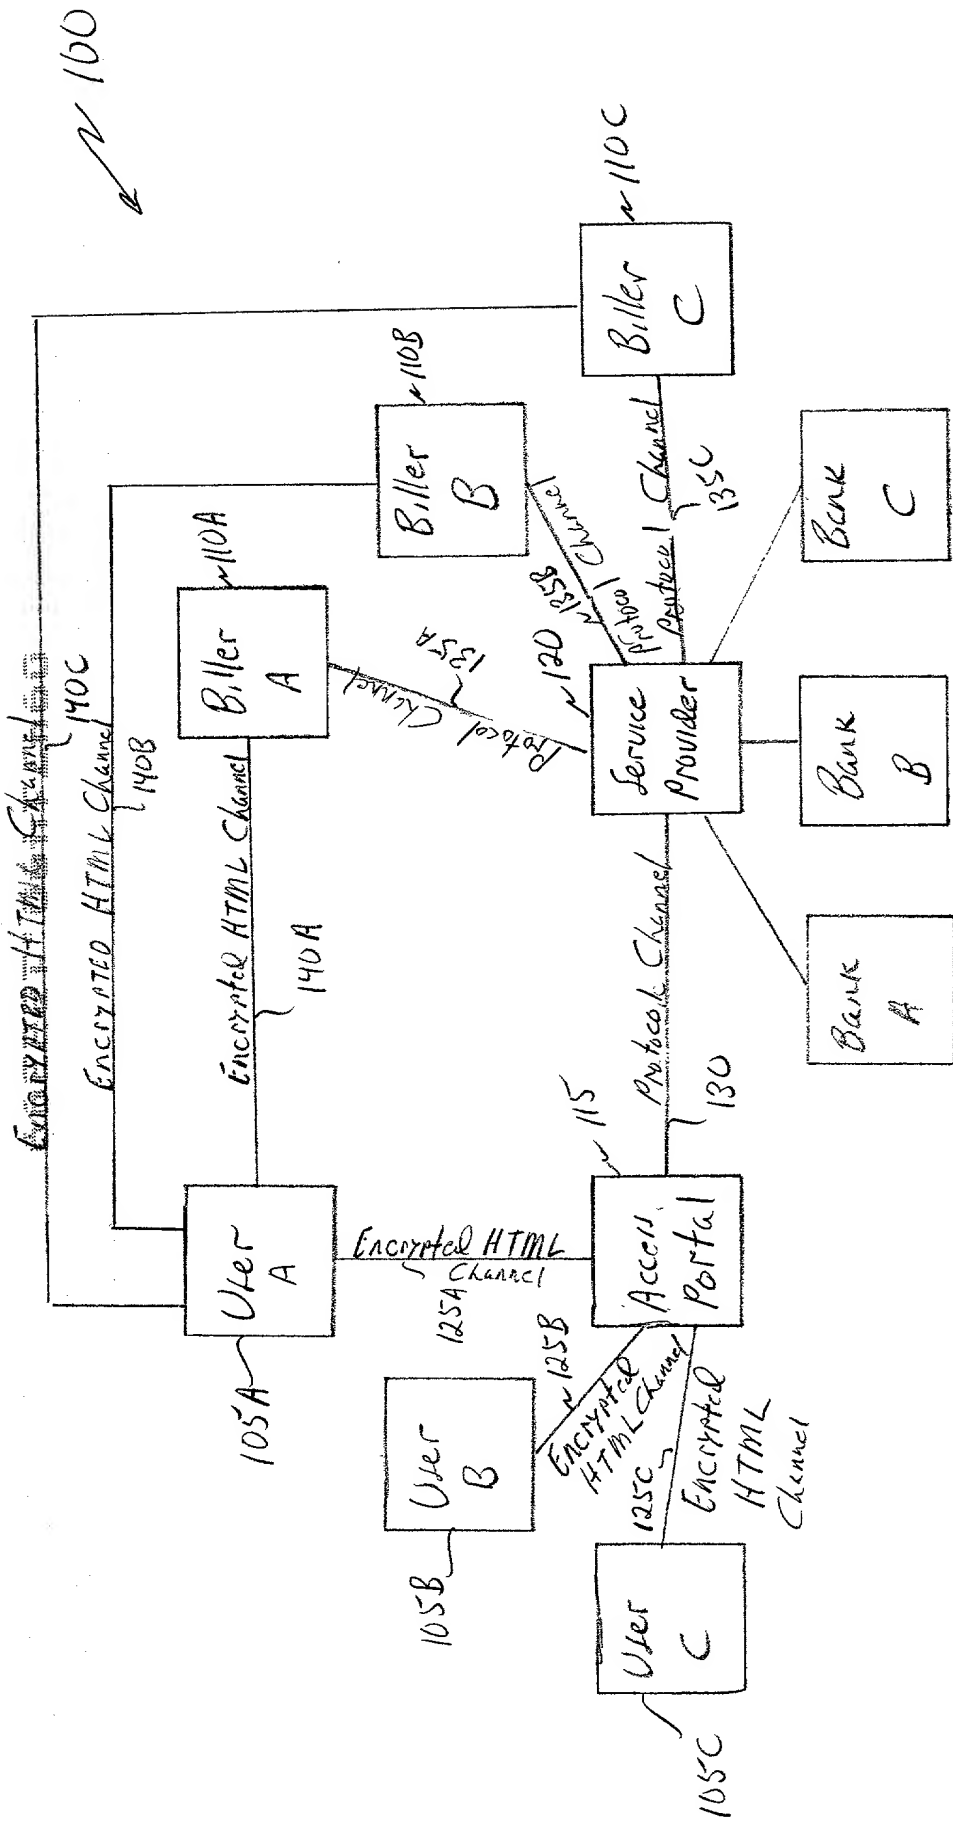 100
Encrypted HTML Channel
140C
Encrypted HTML Channel
140B
Encrypted HTML Channel
140A
User
A
105A
Biller
A
110A
Biller
B
110B
Biller
C
110C
Encrypted HTML
Channel
125A
User
B
105B
Encrypted
HTML Channel
125B
User
C
105C
125C
Encrypted
HTML
Channel
Access
Portal
115
Protocol Channel
130
Service
Provider
120
Protocol Channel
135A
Protocol Channel
135B
Protocol Channel
135C
Bank
A
Bank
B
Bank
C